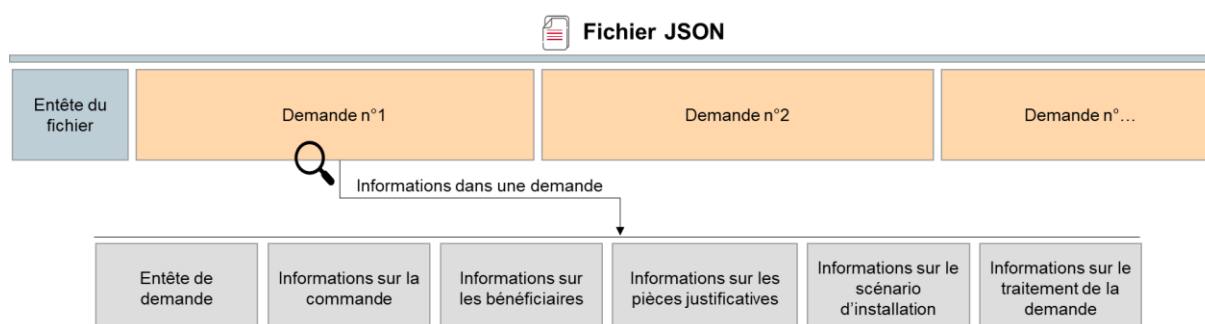 Fichier JSON
Entête du
fichier
Demande n°1
Demande n°2
Demande n°…
Informations dans une demande
Entête de
demande
Informations sur la
commande
Informations sur
les bénéficiaires
Informations sur les
pièces justificatives
Informations sur le
scénario
d’installation
Informations sur le
traitement de la
demande